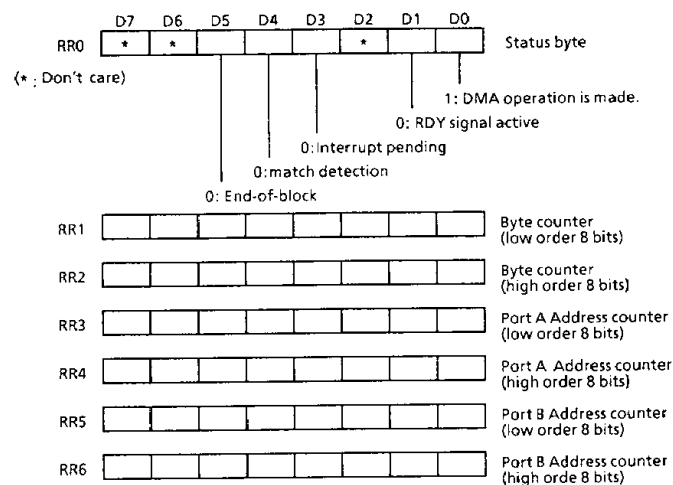 D7 D6 D5 D4 D3 D2 D1 D0
RR0 * * * Status byte
(* : Don't care)
1: DMA operation is made.
0: RDY signal active
0: Interrupt pending
0: match detection
0: End-of-block
RR1 Byte counter
(low order 8 bits)
RR2 Byte counter
(high order 8 bits)
RR3 Port A Address counter
(low order 8 bits)
RR4 Port A Address counter
(high order 8 bits)
RR5 Port B Address counter
(low order 8 bits)
RR6 Port B Address counter
(high order 8 bits)